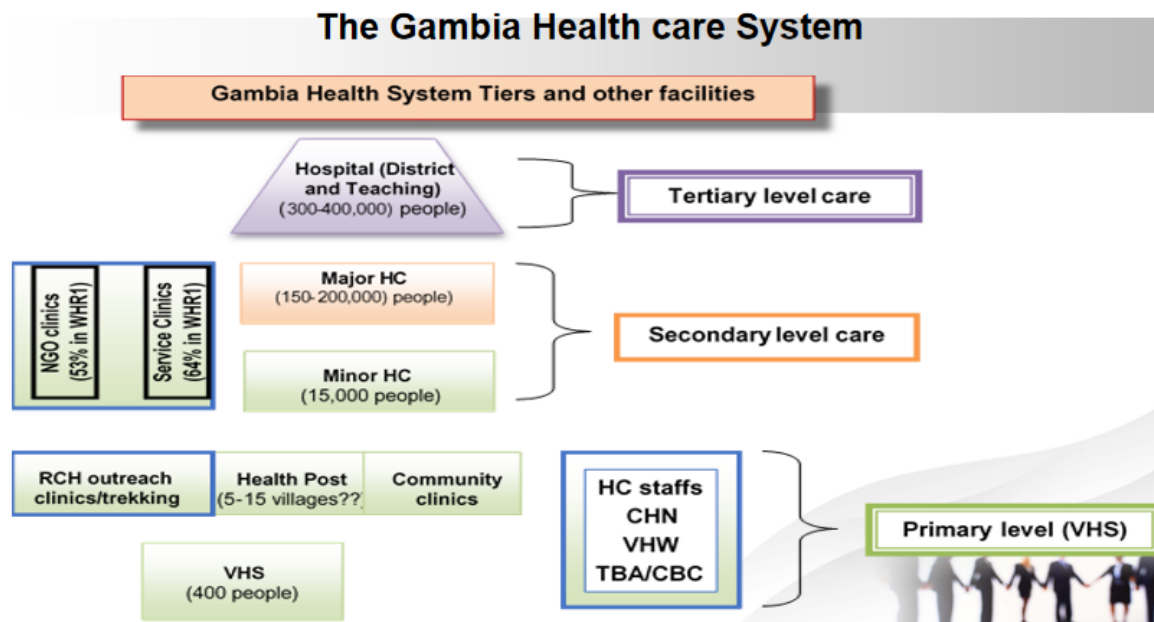 The Gambia Health care System
Gambia Health System Tiers and other facilities
Hospital (District
and Teaching)
(300-400,000) people)
Tertiary level care
NGO clinics
(53% in WHR1)
Service Clinics
(64% in WHR1)
Major HC
(150-200,000) people)
Minor HC
(15,000 people)
Secondary level care
RCH outreach
clinics/trekking
Health Post
(5-15 villages??)
Community
clinics
VHS
(400 people)
HC staffs
CHN
VHW
TBA/CBC
Primary level (VHS)